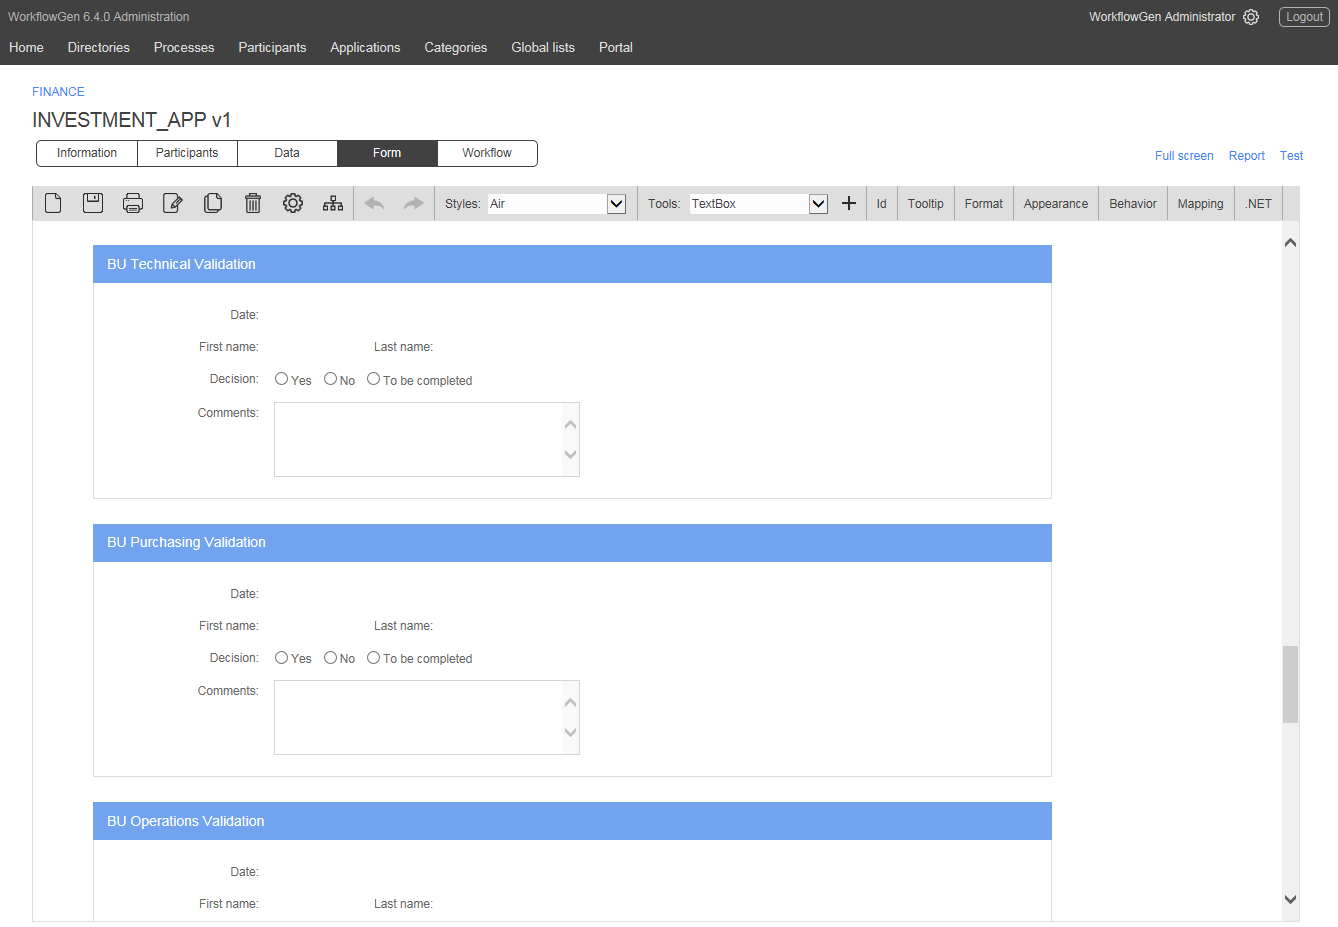 WorkflowGen 6.4.0 Administration
WorkflowGen Administrator Logout
Home Directories Processes Participants Applications Categories Global lists Portal
FINANCE
INVESTMENT_APP v1
Information Participants Data Form Workflow
Full screen Report Test
Styles: Air Tools: TextBox Id Tooltip Format Appearance Behavior Mapping .NET
BU Technical Validation
Date:
First name: Last name:
Decision: Yes No To be completed
Comments:
BU Purchasing Validation
Date:
First name: Last name:
Decision: Yes No To be completed
Comments:
BU Operations Validation
Date:
First name: Last name: